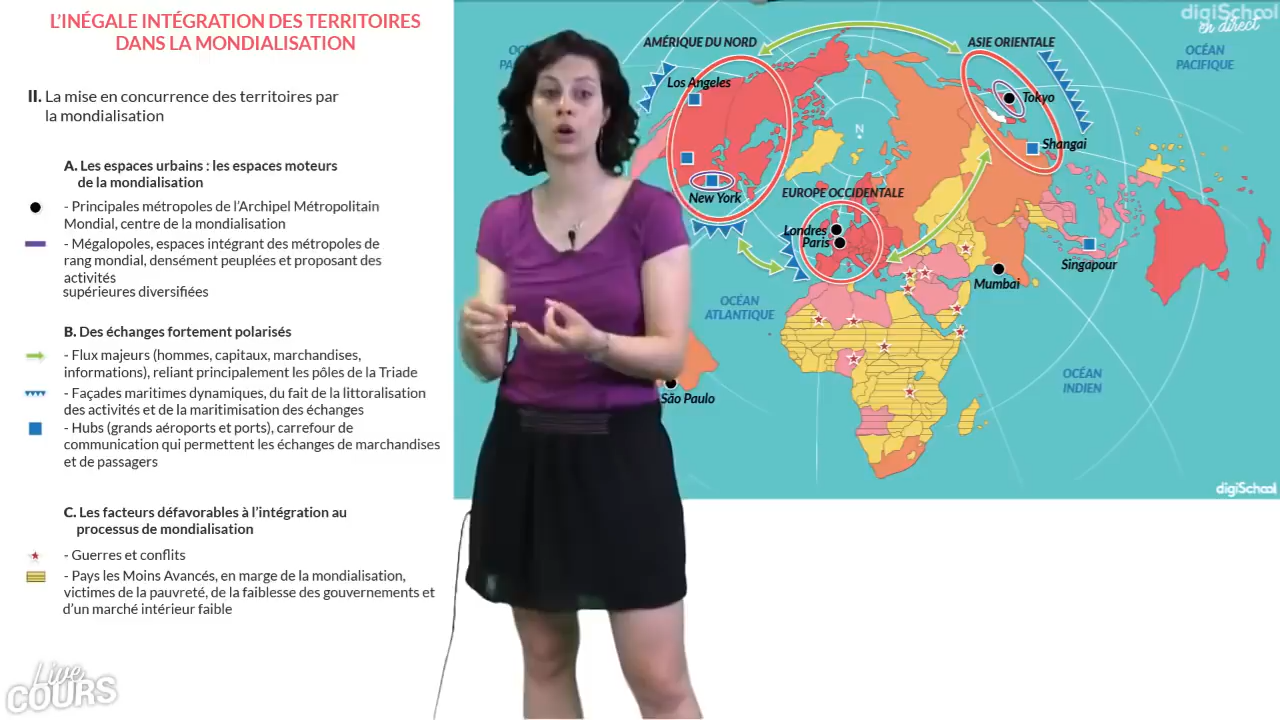 L'INÉGALE INTÉGRATION DES TERRITOIRES
DANS LA MONDIALISATION
II. La mise en concurrence des territoires par
la mondialisation
A. Les espaces urbains : les espaces moteurs
de la mondialisation
- Principales métropoles de l'Archipel Métropolitain
Mondial, centre de la mondialisation
- Mégalopoles, espaces intégrant des métropoles de
rang mondial, densément peuplées et proposant des
activités
supérieures diversifiées
B. Des échanges fortement polarisés
- Flux majeurs (hommes, capitaux, marchandises,
informations), reliant principalement les pôles de la Triade
- Façades maritimes dynamiques, du fait de la littoralisation
des activités et de la maritimisation des échanges
- Hubs (grands aéroports et ports), carrefour de
communication qui permettent les échanges de marchandises
et de passagers
C. Les facteurs défavorables à l'intégration au
processus de mondialisation
- Guerres et conflits
- Pays les Moins Avancés, en marge de la mondialisation,
victimes de la pauvreté, de la faiblesse des gouvernements et
d'un marché intérieur faible
Live
COURS
digiSchool
en direct
AMÉRIQUE DU NORD
ASIE ORIENTALE
OCÉAN
PACIFIQUE
Los Angeles
Tokyo
N
Shangai
New York
EUROPE OCCIDENTALE
Londres
Paris
Singapour
Mumbai
OCÉAN
ATLANTIQUE
OCÉAN
INDIEN
São Paulo
digiSchool